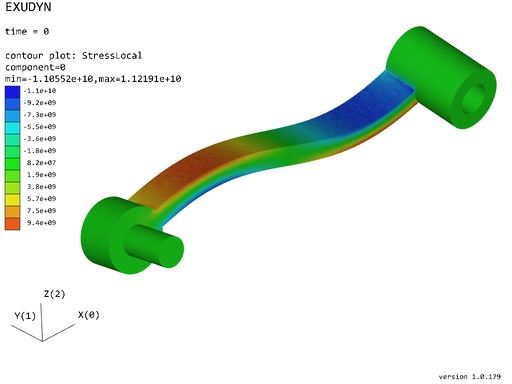 EXUDYN
time = 0
contour plot: StressLocal
component=0
min=-1.10552e+10,max=1.12191e+10
-1.1e+10
-9.2e+09
-7.3e+09
-5.5e+09
-3.6e+09
-1.8e+09
8.2e+07
1.9e+09
3.8e+09
5.7e+09
7.5e+09
9.4e+09
Z(2)
Y(1)
X(0)
version 1.0.179